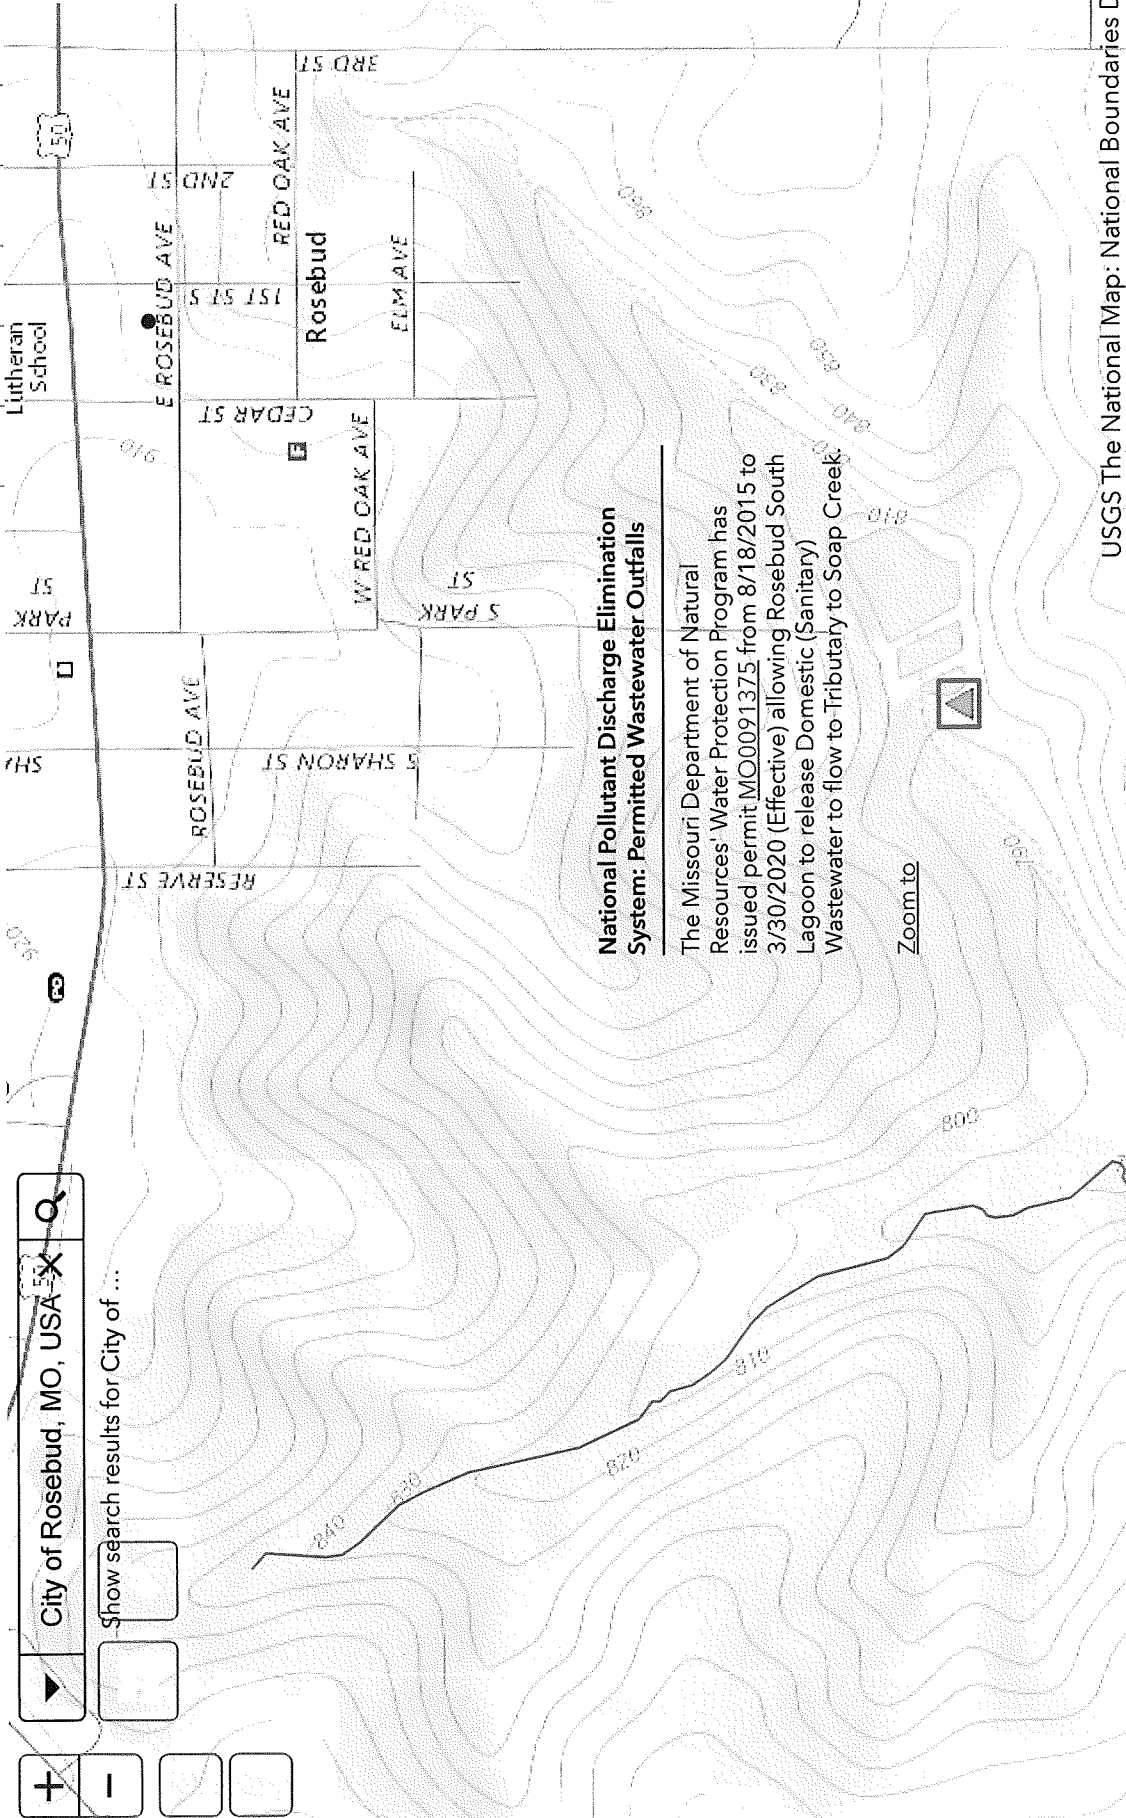 City of Rosebud, MO, USA
Show search results for City of ...
50
Lutheran
School
PARK
ST
SHA
E ROSEBUD AVE
2ND ST
3RD ST
1ST ST S
RED OAK AVE
Rosebud
ELM AVE
CEDAR ST
W RED OAK AVE
S PARK
ST
ROSEBUD AVE
S SHARON ST
RESERVE ST
PO
F
920
910
860
850
840
830
810
810
800
820
830
840
National Pollutant Discharge Elimination
System: Permitted Wastewater Outfalls
The Missouri Department of Natural
Resources' Water Protection Program has
issued permit MO0091375 from 8/18/2015 to
3/30/2020 (Effective) allowing Rosebud South
Lagoon to release Domestic (Sanitary)
Wastewater to flow to Tributary to Soap Creek.
Zoom to
USGS The National Map: National Boundaries D